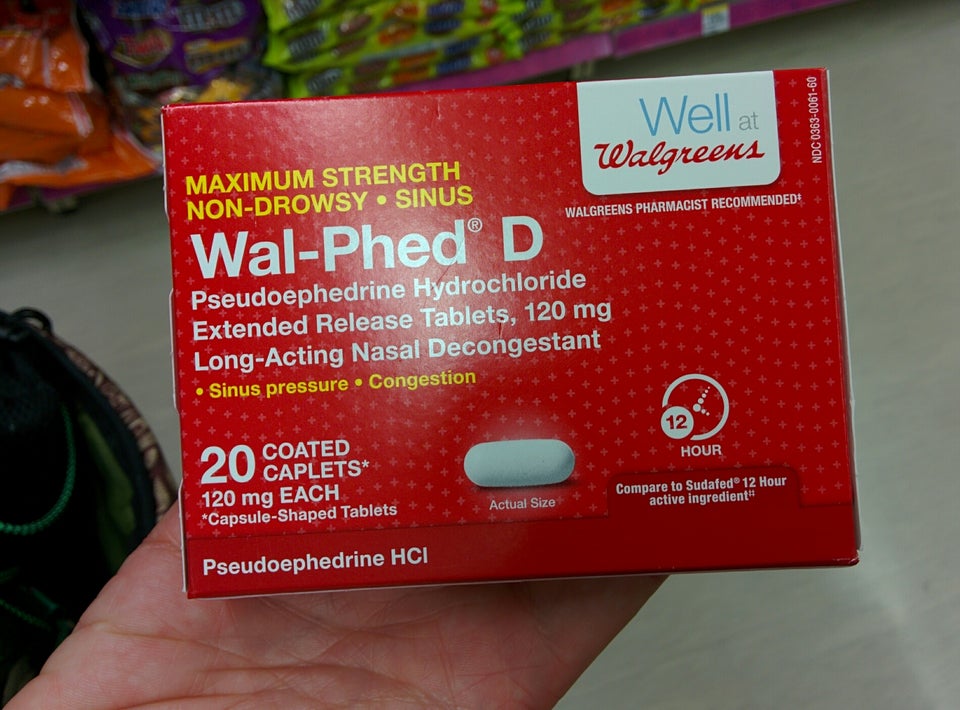 Well at
Walgreens
NDC 0363-0061-60
WALGREENS PHARMACIST RECOMMENDED‡
MAXIMUM STRENGTH
NON-DROWSY • SINUS
Wal-Phed® D
Pseudoephedrine Hydrochloride
Extended Release Tablets, 120 mg
Long-Acting Nasal Decongestant
• Sinus pressure • Congestion
20 COATED
CAPLETS*
120 mg EACH
*Capsule-Shaped Tablets
Actual Size
12
HOUR
Compare to Sudafed® 12 Hour
active ingredient‡‡
Pseudoephedrine HCl